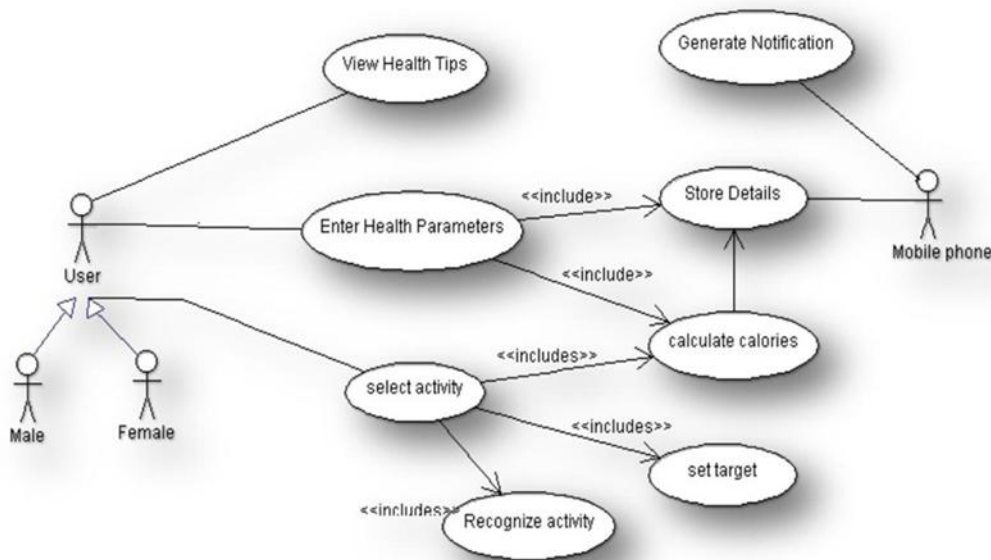 Generate Notification
View Health Tips
<<include>>
Store Details
Enter Health Parameters
Mobile phone
User
<<include>>
calculate calories
<<includes>>
select activity
Male
Female
<<includes>>
set target
<<includes>>
Recognize activity